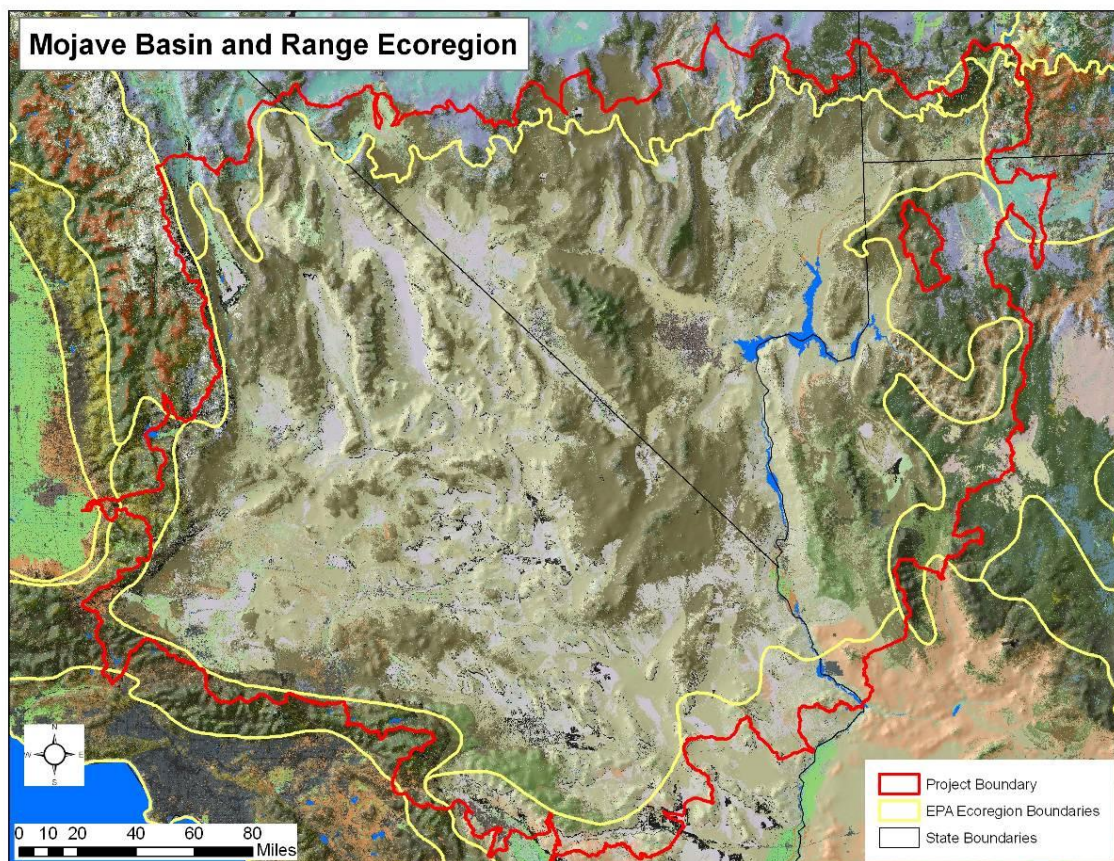 Mojave Basin and Range Ecoregion
N
W E
S
0 10 20 40 60 80
Miles
Project Boundary
EPA Ecoregion Boundaries
State Boundaries